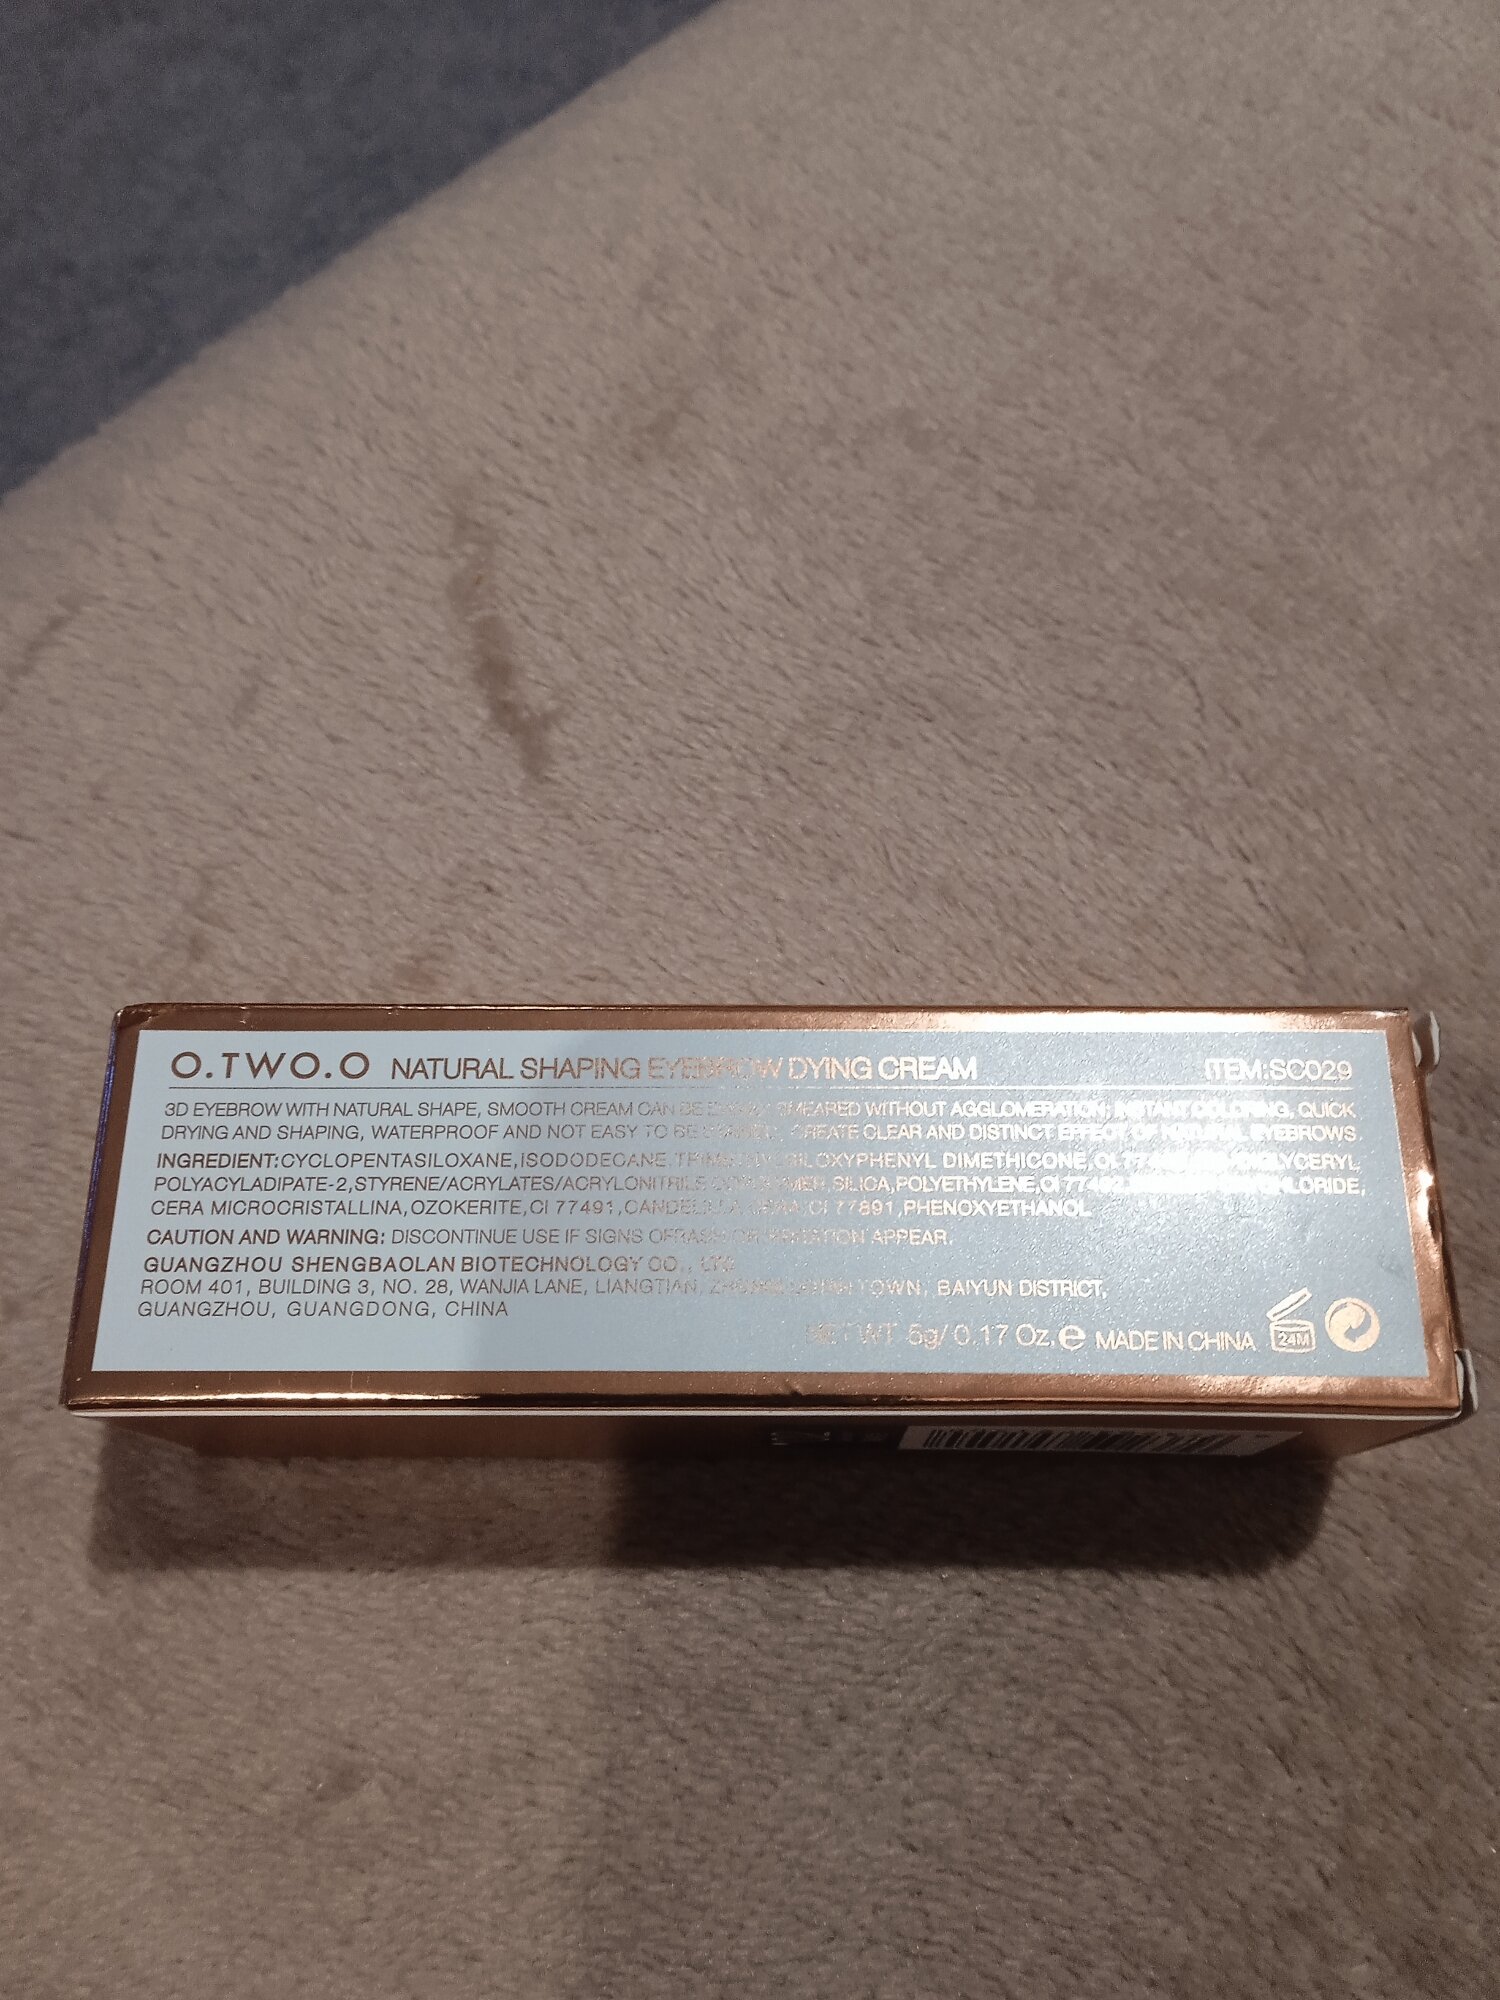 O.TWO.O NATURAL SHAPING EYEBROW DYING CREAM ITEM:SC029
3D EYEBROW WITH NATURAL SHAPE, SMOOTH CREAM CAN BE SMEARED WITHOUT AGGLOMERATION, INSTANT COLORING, QUICK
DRYING AND SHAPING, WATERPROOF AND NOT EASY TO BE CREATE CLEAR AND DISTINCT EFFECT OF NATURAL EYEBROWS.
INGREDIENT:CYCLOPENTASILOXANE,ISODODECANE, DIMETHICONE,
POLYACYLADIPATE-2,STYRENE/ACRYLATES/ACRYLONITRILE SILICA,POLYETHYLENE,
CERA MICROCRISTALLINA,OZOKERITE,CI 77491, CI 77891,PHENOXYETHANOL
CAUTION AND WARNING: DISCONTINUE USE IF SIGNS OFRASH OR IRRITATION APPEAR.
GUANGZHOU SHENGBAOLAN BIOTECHNOLOGY CO., LTD
ROOM 401, BUILDING 3, NO. 28, WANJIA LANE, LIANGTIAN, TOWN, BAIYUN DISTRICT,
GUANGZHOU, GUANGDONG, CHINA
NET WT 5g/ 0.17 Oz.e MADE IN CHINA 24M